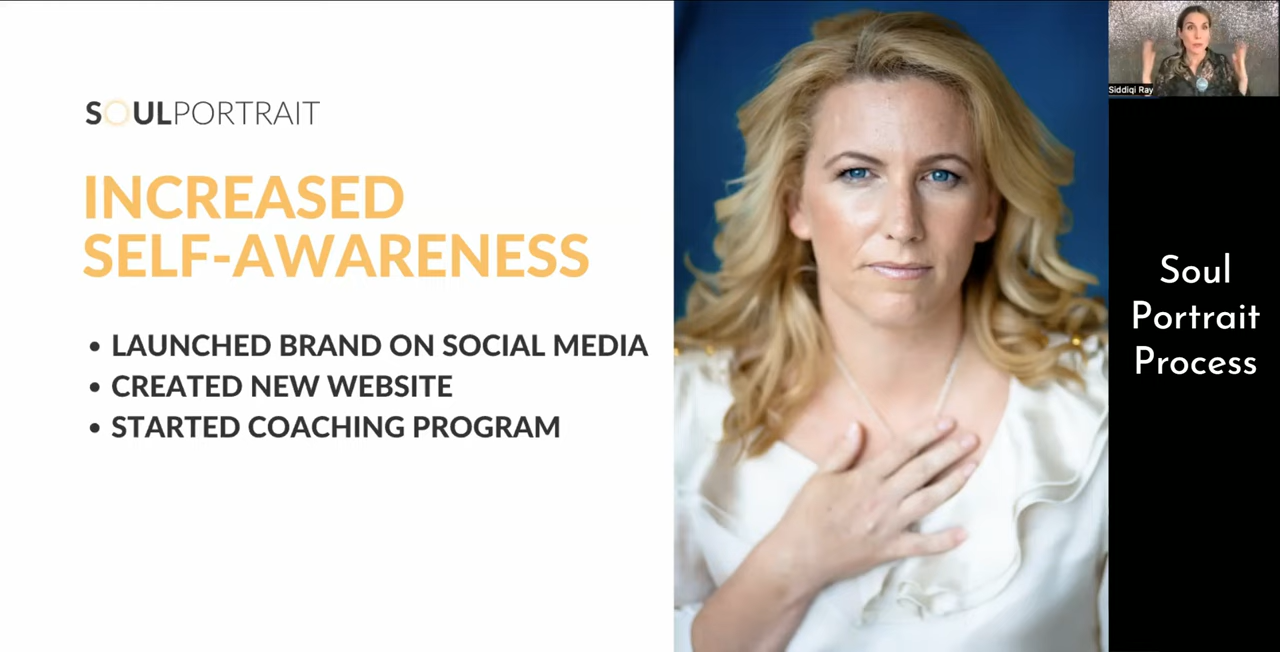 SOULPORTRAIT
INCREASED
SELF-AWARENESS
• LAUNCHED BRAND ON SOCIAL MEDIA
• CREATED NEW WEBSITE
• STARTED COACHING PROGRAM
Siddiqi Ray
Soul
Portrait
Process